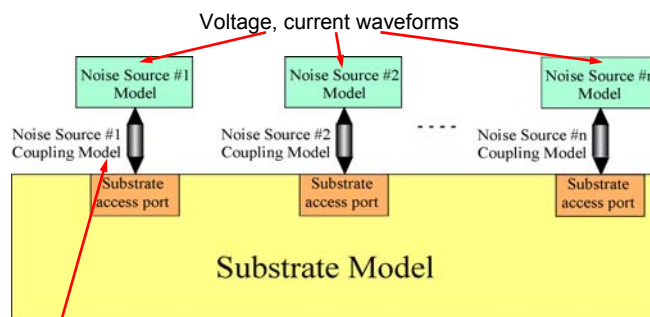 Voltage, current waveforms
Noise Source #1
Model
Noise Source #2
Model
Noise Source #n
Model
Noise Source #1
Coupling Model
Noise Source #2
Coupling Model
Noise Source #n
Coupling Model
Substrate
access port
Substrate
access port
Substrate
access port
Substrate Model